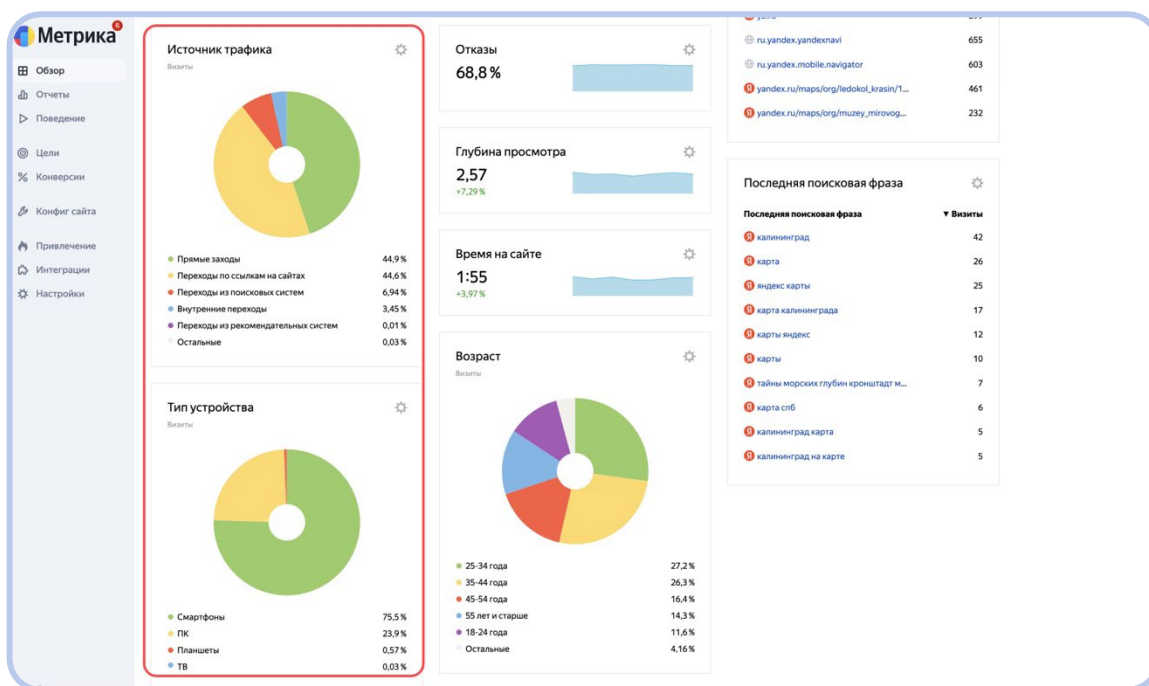 Метрика
Обзор
Отчеты
Поведение
Цели
Конверсии
Конфиг сайта
Привлечение
Интеграции
Настройки
Источник трафика
Визиты
Прямые заходы 44,9 %
Переходы по ссылкам на сайтах 44,6 %
Переходы из поисковых систем 6,94 %
Внутренние переходы 3,45 %
Переходы из рекомендательных систем 0,01 %
Остальные 0,03 %
Тип устройства
Визиты
Смартфоны 75,5 %
ПК 23,9 %
Планшеты 0,57 %
ТВ 0,03 %
Отказы
68,8 %
Глубина просмотра
2,57
+7,29 %
Время на сайте
1:55
+3,97 %
Возраст
Визиты
25-34 года 27,2 %
35-44 года 26,3 %
45-54 года 16,4 %
55 лет и старше 14,3 %
18-24 года 11,6 %
Остальные 4,16 %
ru.yandex.yandexnavi 655
ru.yandex.mobile.navigator 603
Я yandex.ru/maps/org/ledokol_krasin/1... 461
Я yandex.ru/maps/org/muzey_mirovog... 232
Последняя поисковая фраза
Последняя поисковая фраза ▼ Визиты
Я калининград 42
Я карта 26
Я яндекс карты 25
Я карта калининграда 17
Я карты яндекс 12
Я карты 10
Я тайны морских глубин кронштадт м... 7
Я карта спб 6
Я калининград карта 5
Я калининград на карте 5